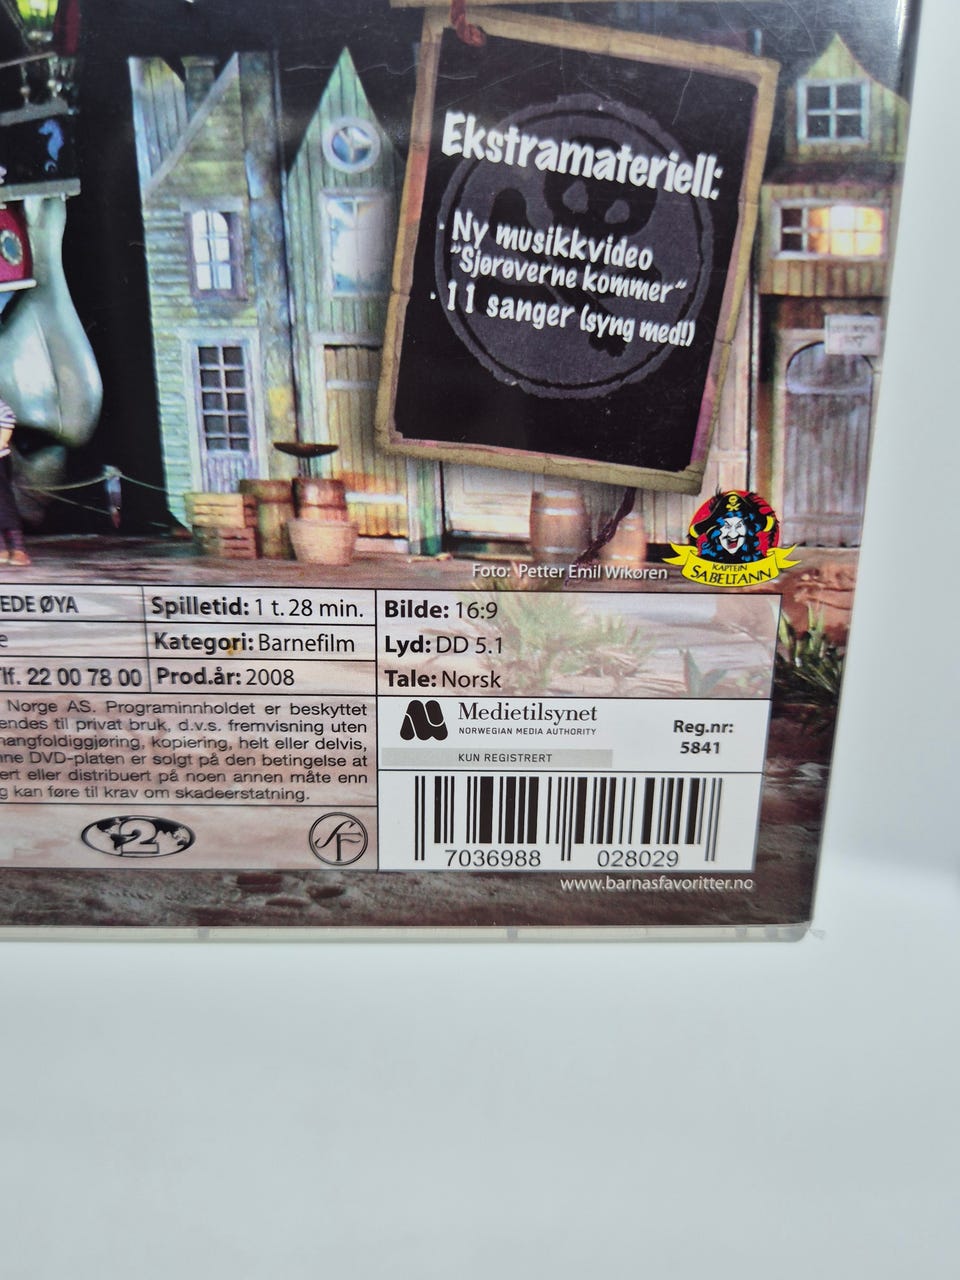 Ekstramateriell:
· Ny musikkvideo
"Sjørøverne kommer"
· 11 sanger (syng med!)
Foto: Petter Emil Wikøren
KAPTEIN
SABELTANN
EDE ØYA
Spilletid: 1 t. 28 min.
Bilde: 16:9
e
Kategori: Barnefilm
Lyd: DD 5.1
Tlf. 22 00 78 00
Prod.år: 2008
Tale: Norsk
Norge AS. Programinnholdet er beskyttet
endes til privat bruk, d.v.s. fremvisning uten
mangfoldiggjøring, kopiering, helt eller delvis,
nne DVD-platen er solgt på den betingelse at
ert eller distribuert på noen annen måte enn
g kan føre til krav om skadeerstatning.
Medietilsynet
NORWEGIAN MEDIA AUTHORITY
KUN REGISTRERT
Reg.nr:
5841
2
SF
7036988 028029
www.barnasfavoritter.no